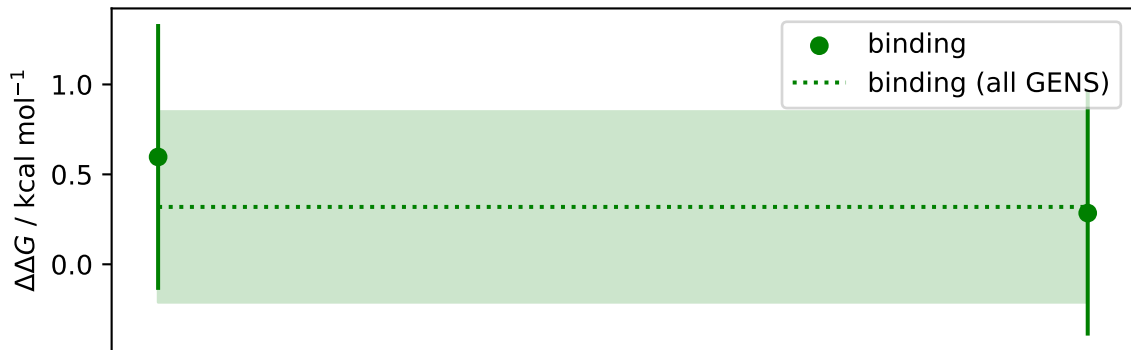 binding
binding (all GENS)
1.0
0.5
0.0
ΔΔG / kcal mol⁻¹